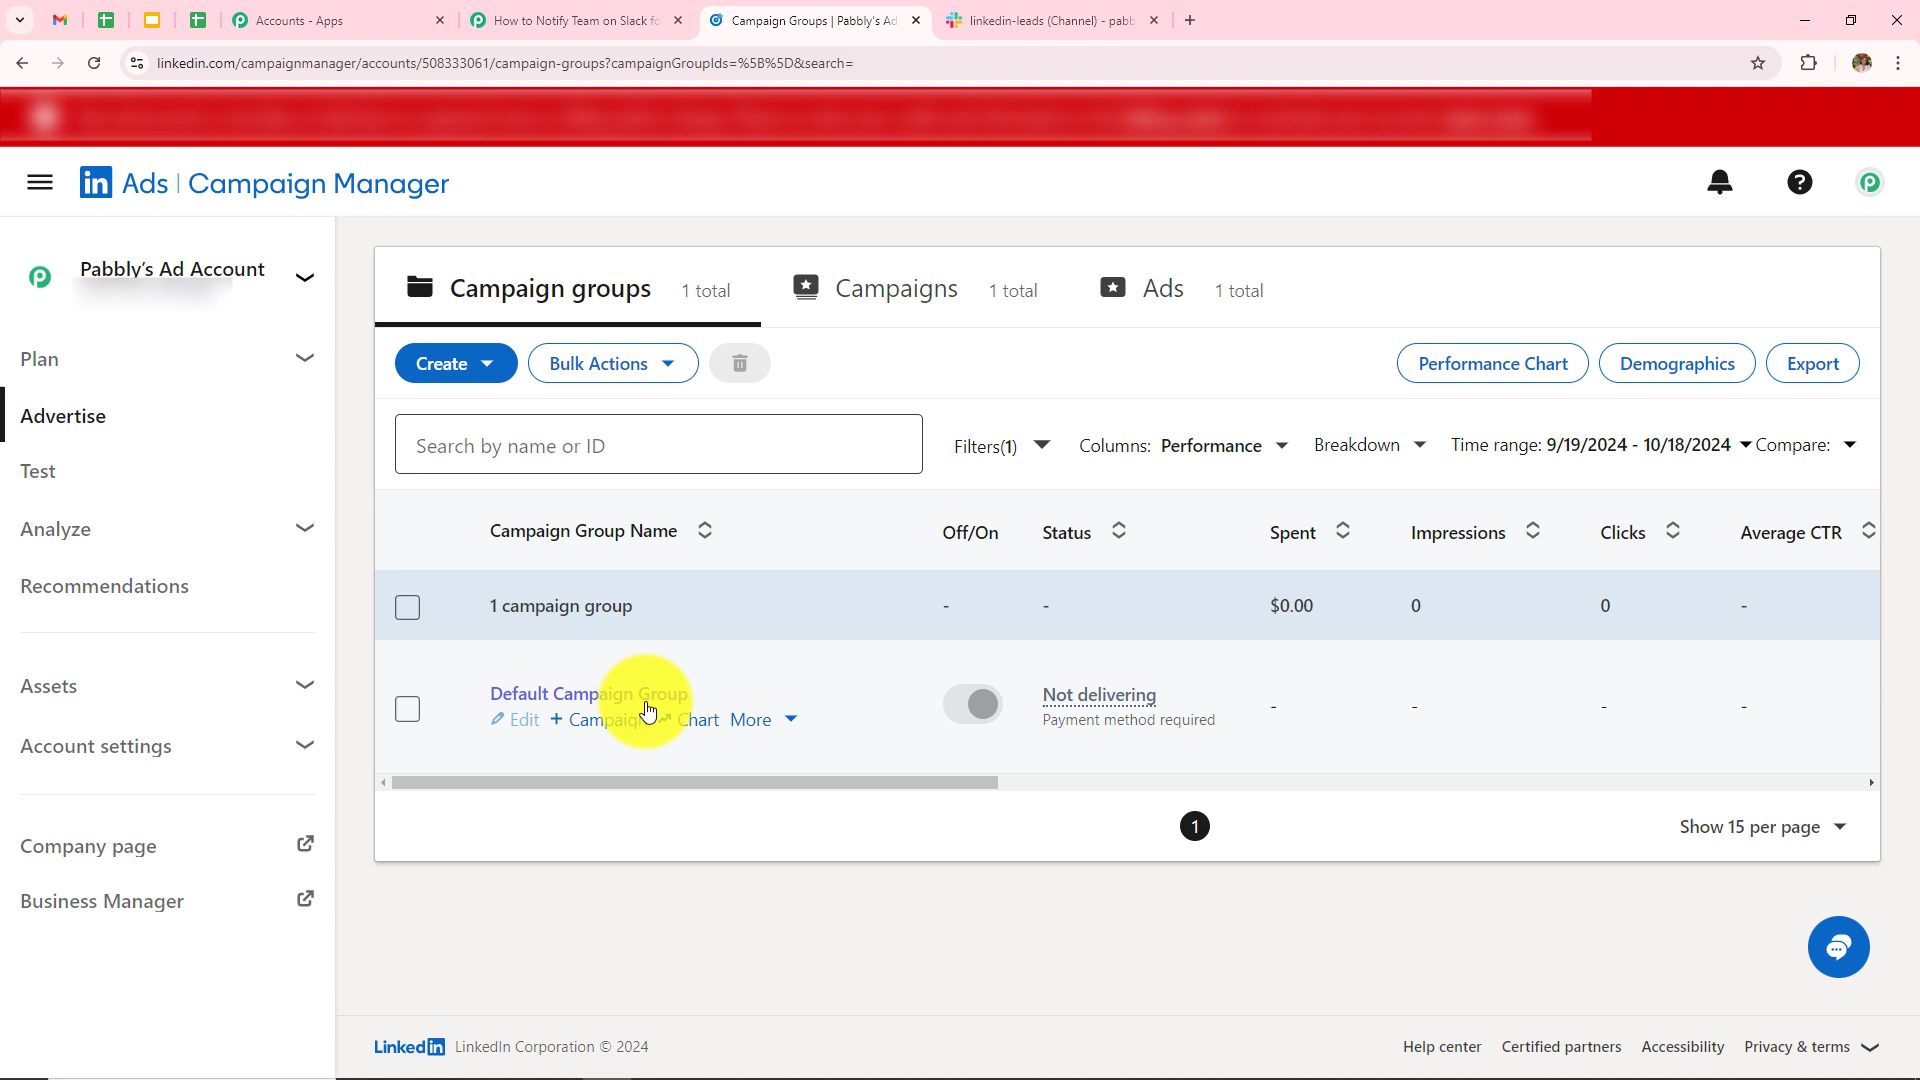 Accounts - Apps
How to Notify Team on Slack fo
Campaign Groups | Pabbly's Ad
linkedin-leads (Channel) - pabb
linkedin.com/campaignmanager/accounts/508333061/campaign-groups?campaignGroupIds=%5B%5D&search=
in Ads | Campaign Manager
Pabbly's Ad Account
Plan
Advertise
Test
Analyze
Recommendations
Assets
Account settings
Company page
Business Manager
Campaign groups 1 total
Campaigns 1 total
Ads 1 total
Create
Bulk Actions
Performance Chart
Demographics
Export
Search by name or ID
Filters(1)
Columns: Performance
Breakdown
Time range: 9/19/2024 - 10/18/2024
Compare:
Campaign Group Name
Off/On
Status
Spent
Impressions
Clicks
Average CTR
1 campaign group - - $0.00 0 0 -
Default Campaign Group
Not delivering
- - - -
Edit + Campaign Chart More
Payment method required
1
Show 15 per page
LinkedIn LinkedIn Corporation © 2024
Help center
Certified partners
Accessibility
Privacy & terms